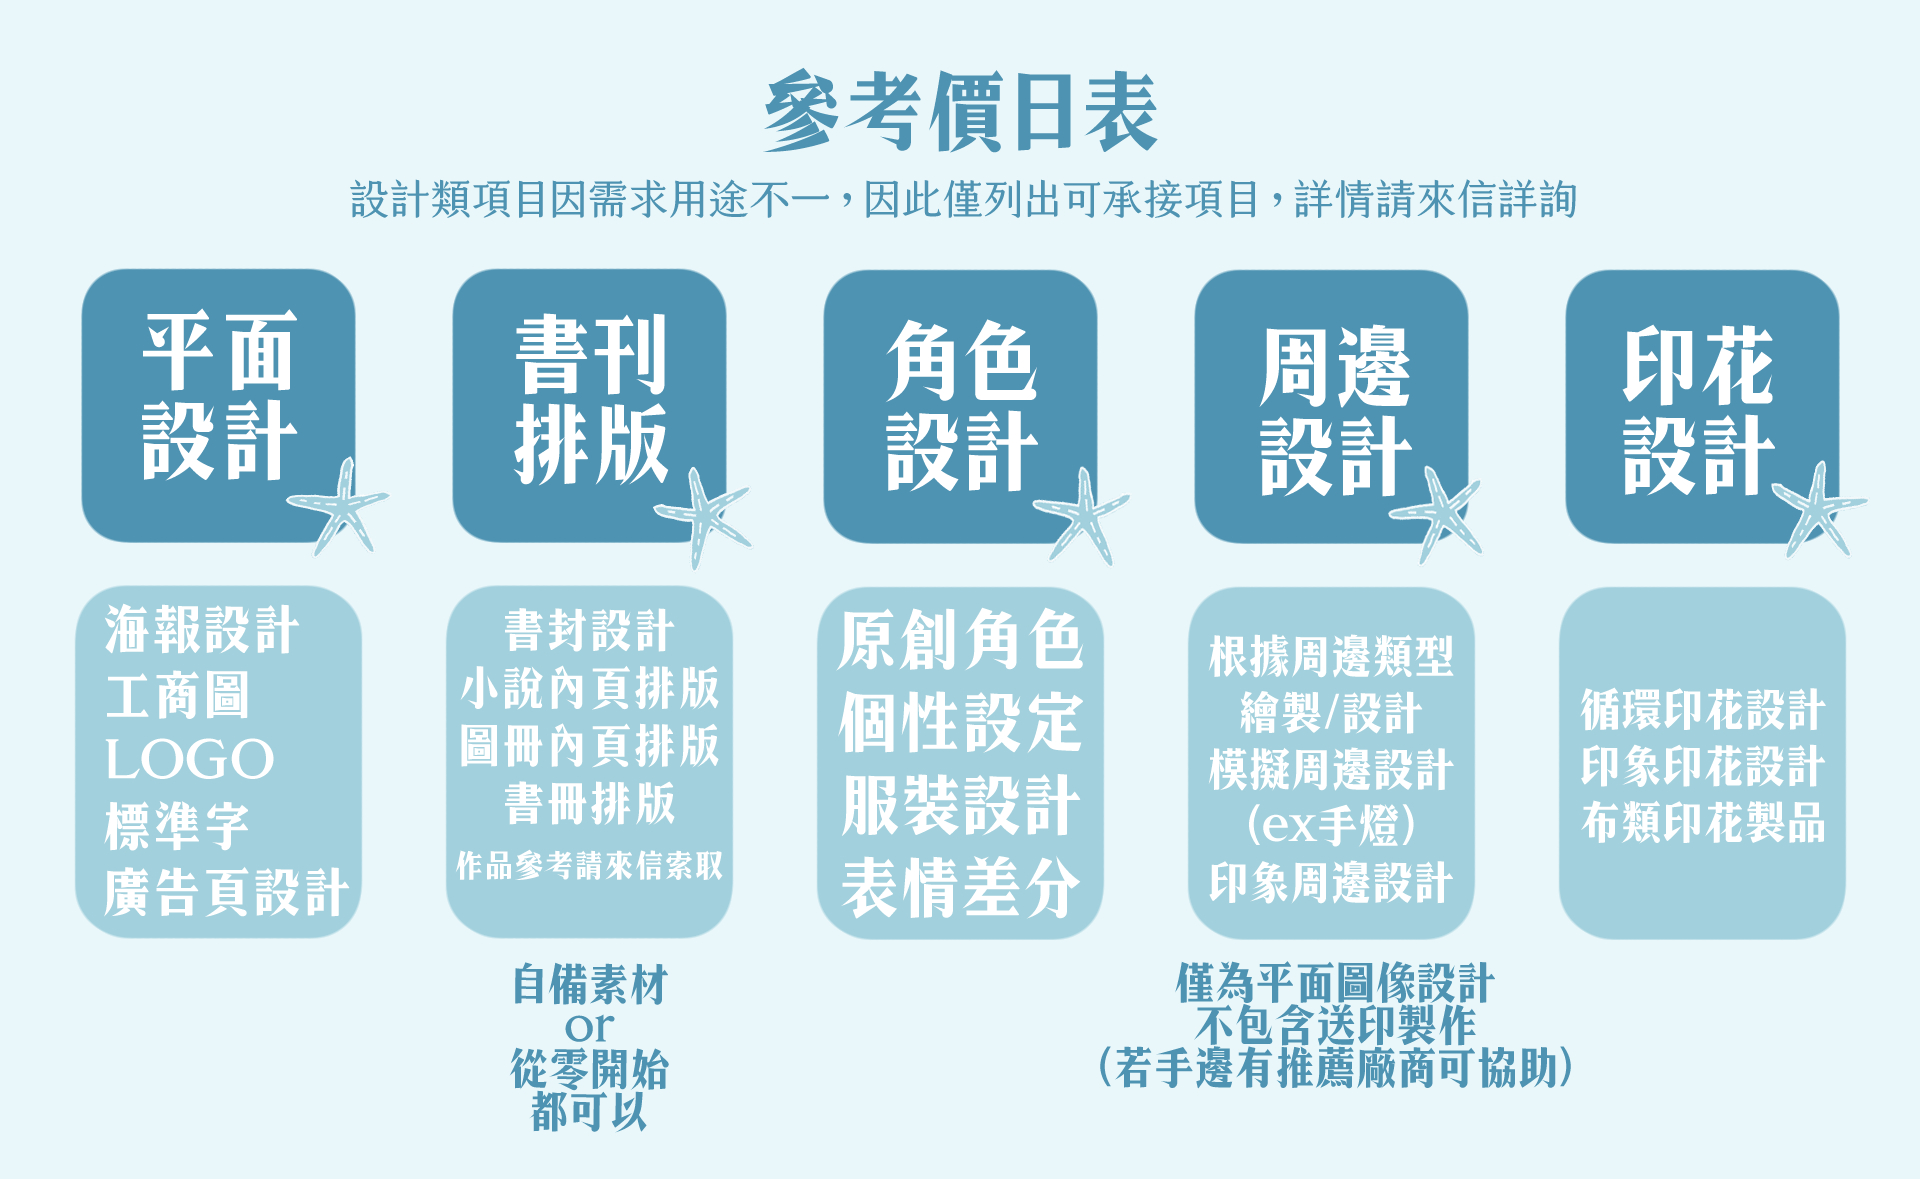 參考價日表
設計類項目因需求用途不一，因此僅列出可承接項目，詳情請來信詳詢
平面
設計
海報設計
工商圖
LOGO
標準字
廣告頁設計
書刊
排版
書封設計
小說內頁排版
圖冊內頁排版
書冊排版
作品參考請來信索取
自備素材
or
從零開始
都可以
角色
設計
原創角色
個性設定
服裝設計
表情差分
周邊
設計
根據周邊類型
繪製/設計
模擬周邊設計
(ex手燈)
印象周邊設計
僅為平面圖像設計
不包含送印製作
(若手邊有推薦廠商可協助)
印花
設計
循環印花設計
印象印花設計
布類印花製品